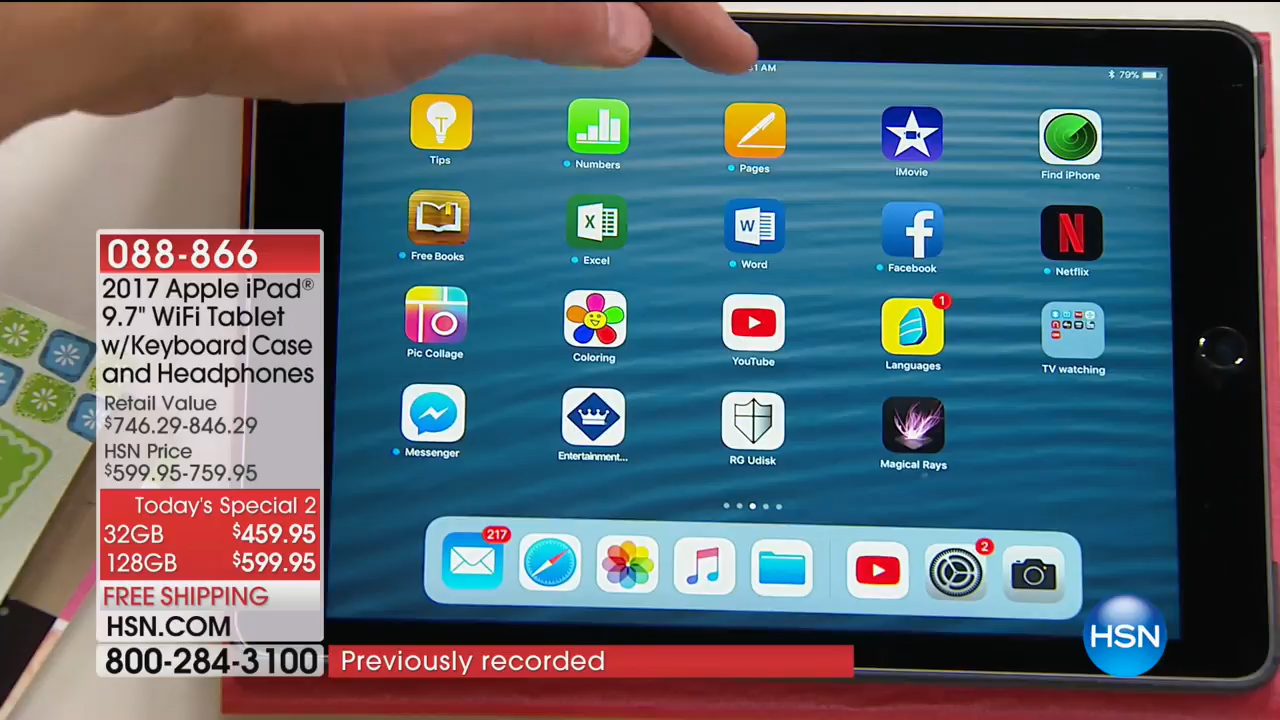 088-866
2017 Apple iPad®
9.7" WiFi Tablet
w/Keyboard Case
and Headphones
Retail Value
$746.29-846.29
HSN Price
$599.95-759.95
Today's Special 2
32GB $459.95
128GB $599.95
FREE SHIPPING
HSN.COM
800-284-3100
Previously recorded
HSN
1 AM
79%
Tips
Numbers
Pages
iMovie
Find iPhone
Free Books
Excel
Word
Facebook
Netflix
Pic Collage
Coloring
YouTube
Languages
TV watching
Messenger
Entertainment...
RG Udisk
Magical Rays
X
W
f
N
1
217
2